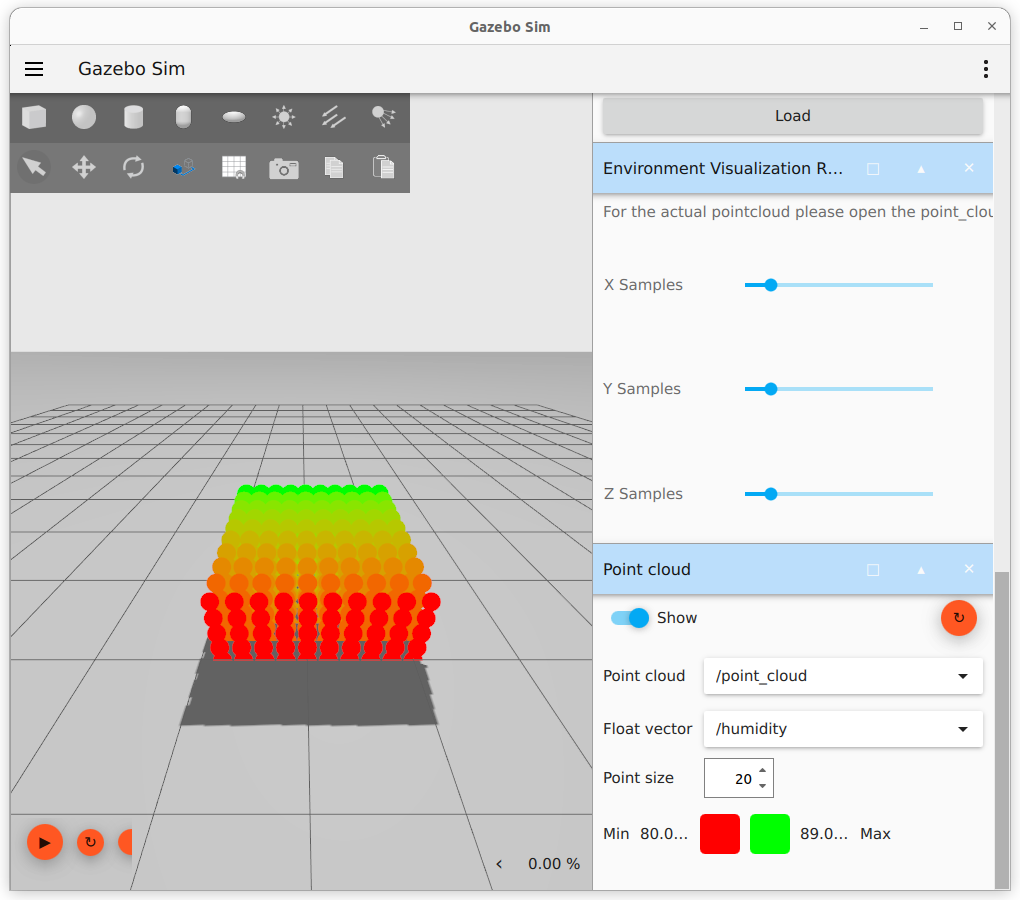 Gazebo Sim
Gazebo Sim
Load
Environment Visualization R...
For the actual pointcloud please open the point_clou
X Samples
Y Samples
Z Samples
Point cloud
Show
Point cloud /point_cloud
Float vector /humidity
Point size 20
Min 80.0... 89.0... Max
0.00 %